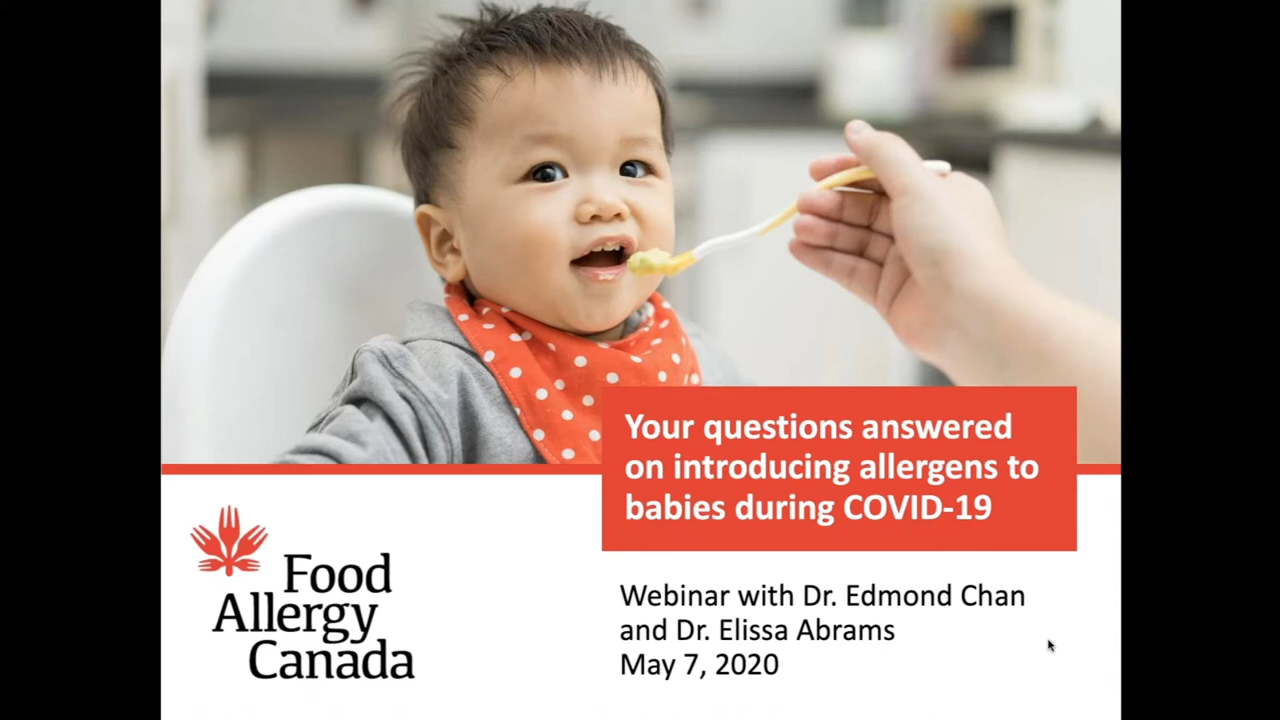 Your questions answered
on introducing allergens to
babies during COVID-19
Food
Allergy
Canada
Webinar with Dr. Edmond Chan
and Dr. Elissa Abrams
May 7, 2020